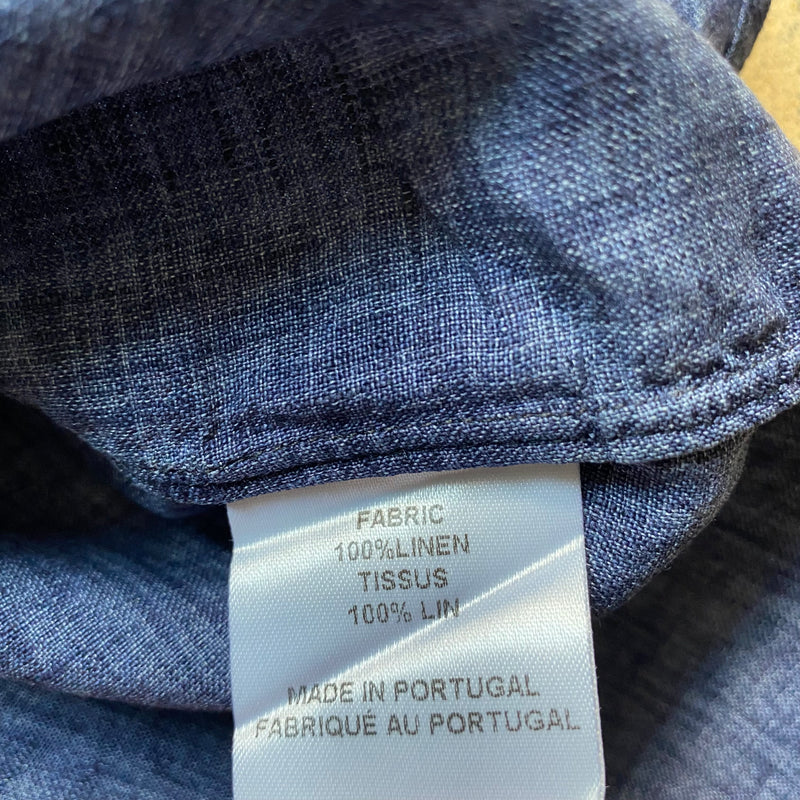 FABRIC
100%LINEN
TISSUS
100% LIN
MADE IN PORTUGAL
FABRIQUÉ AU PORTUGAL